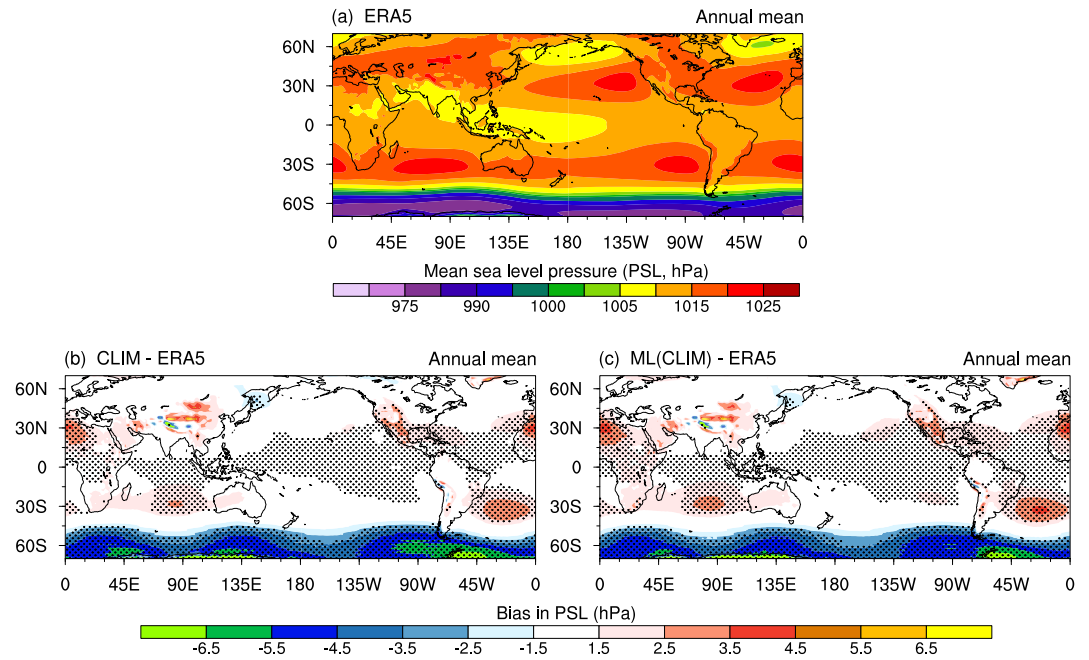 (a) ERA5 Annual mean
60N
30N
0
30S
60S
0 45E 90E 135E 180 135W 90W 45W 0
Mean sea level pressure (PSL, hPa)
975 990 1000 1005 1015 1025
(b) CLIM - ERA5 Annual mean
60N
30N
0
30S
60S
0 45E 90E 135E 180 135W 90W 45W 0
(c) ML(CLIM) - ERA5 Annual mean
60N
30N
0
30S
60S
0 45E 90E 135E 180 135W 90W 45W 0
Bias in PSL (hPa)
-6.5 -5.5 -4.5 -3.5 -2.5 -1.5 1.5 2.5 3.5 4.5 5.5 6.5